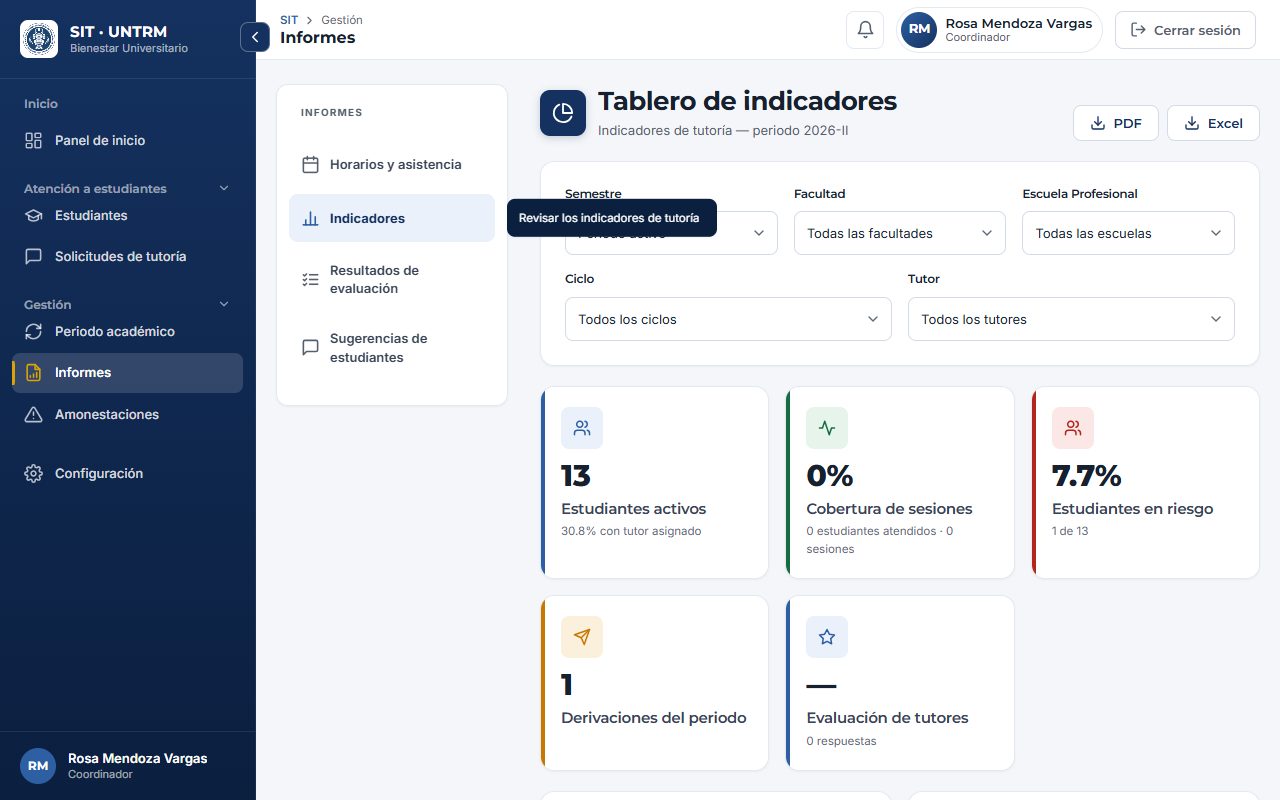 SIT · UNTRM
Bienestar Universitario
Inicio
Panel de inicio
Atención a estudiantes
Estudiantes
Solicitudes de tutoría
Gestión
Periodo académico
Informes
Amonestaciones
Configuración
RM
Rosa Mendoza Vargas
Coordinador
SIT > Gestión
Informes
RM
Rosa Mendoza Vargas
Coordinador
Cerrar sesión
INFORMES
Horarios y asistencia
Indicadores
Resultados de
evaluación
Sugerencias de
estudiantes
Revisar los indicadores de tutoría
Tablero de indicadores
Indicadores de tutoría — periodo 2026-II
PDF
Excel
Semestre
Facultad
Todas las facultades
Escuela Profesional
Todas las escuelas
Ciclo
Todos los ciclos
Tutor
Todos los tutores
13
Estudiantes activos
30.8% con tutor asignado
0%
Cobertura de sesiones
0 estudiantes atendidos · 0
sesiones
7.7%
Estudiantes en riesgo
1 de 13
1
Derivaciones del periodo
—
Evaluación de tutores
0 respuestas